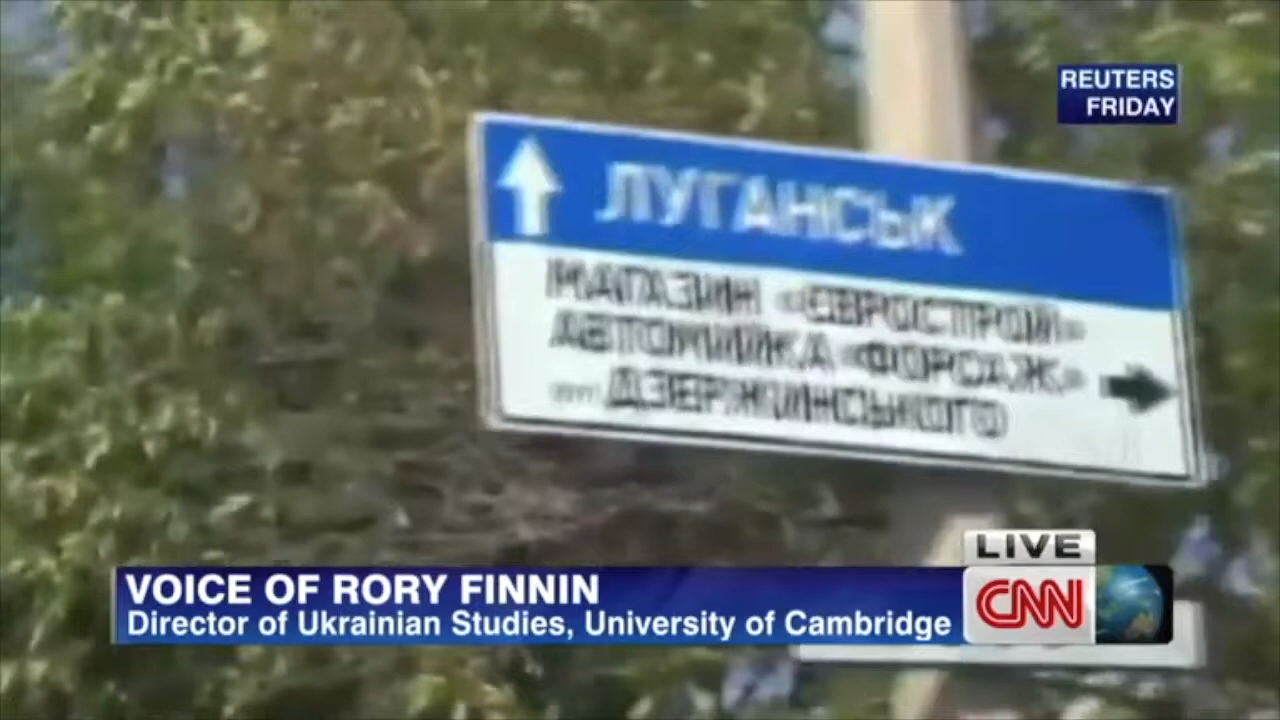 REUTERS
FRIDAY
ЛУГАНСЬК
МАГАЗИН «ЄВРОСТРОЙ»
АВТОМИЙКА «ФОРСАЖ»
ДЗЕРЖИНСЬКОГО
LIVE
VOICE OF RORY FINNIN
Director of Ukrainian Studies, University of Cambridge
CNN